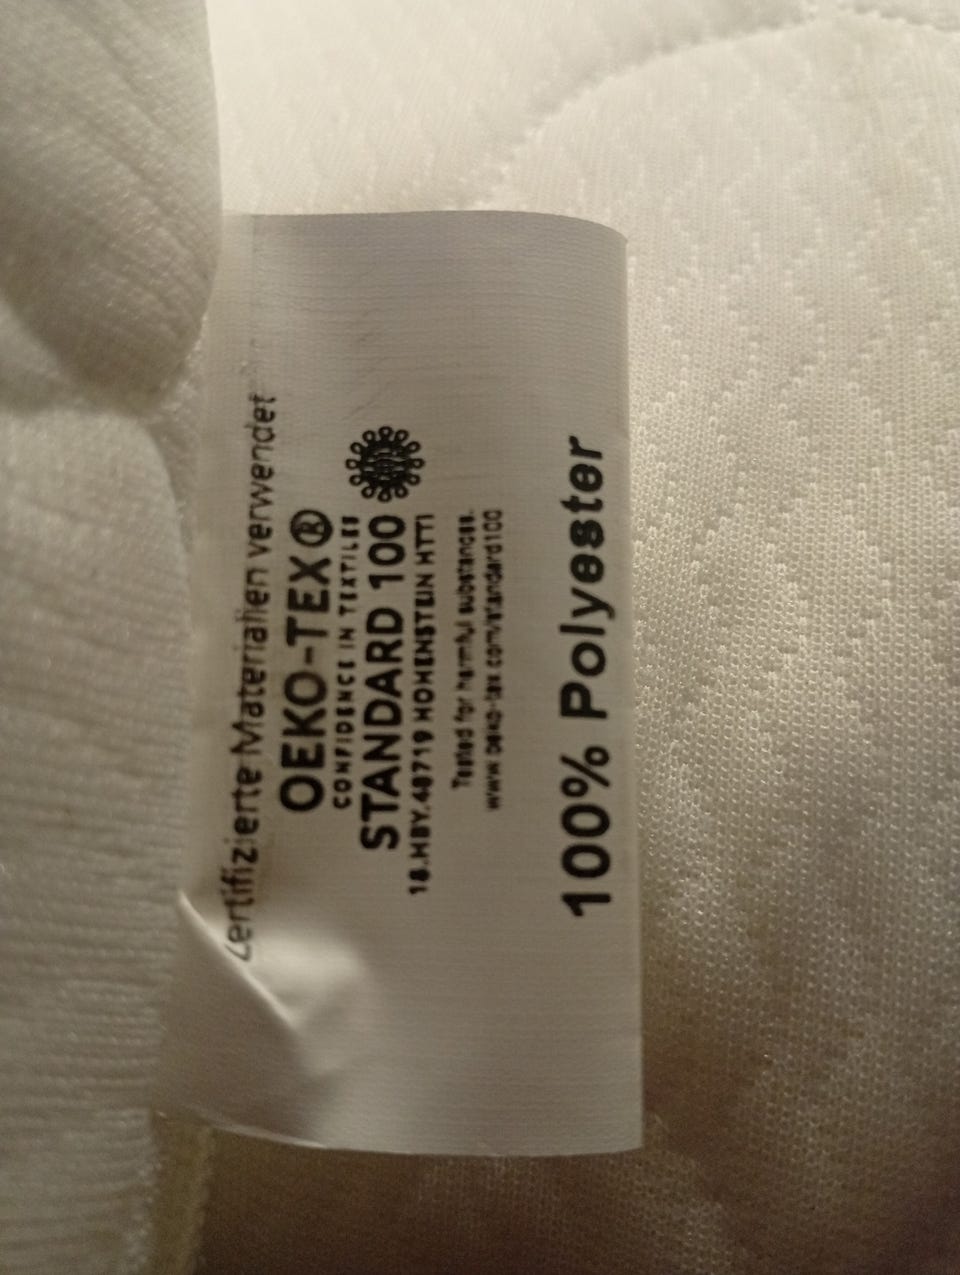 Zertifizierte Materialien verwendet
OEKO-TEX®
CONFIDENCE IN TEXTILES
STANDARD 100
18.HBY.48719 HOHENSTEIN HTTI
Tested for harmful substances.
www.oeko-tex.com/standard100
100% Polyester